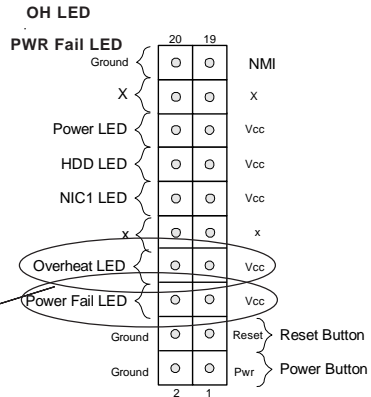 OH LED
.
PWR Fail LED
20 19
Ground NMI
X X
Power LED Vcc
HDD LED Vcc
NIC1 LED Vcc
x x
Overheat LED Vcc
Power Fail LED Vcc
Ground Reset Reset Button
Ground Pwr Power Button
2 1